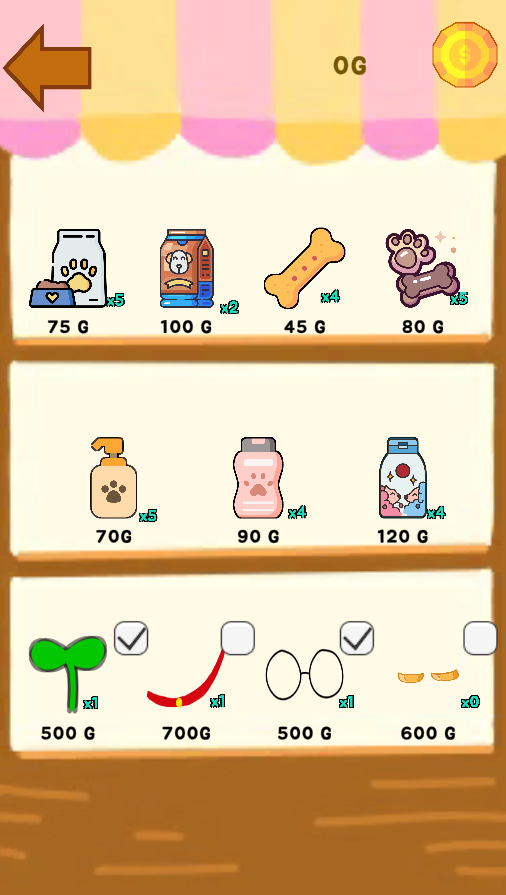 0G
$
x5 x2 x4 x5
75 G 100 G 45 G 80 G
x5 x4 x4
70G 90 G 120 G
x1 x1 x1 x0
500 G 700G 500 G 600 G